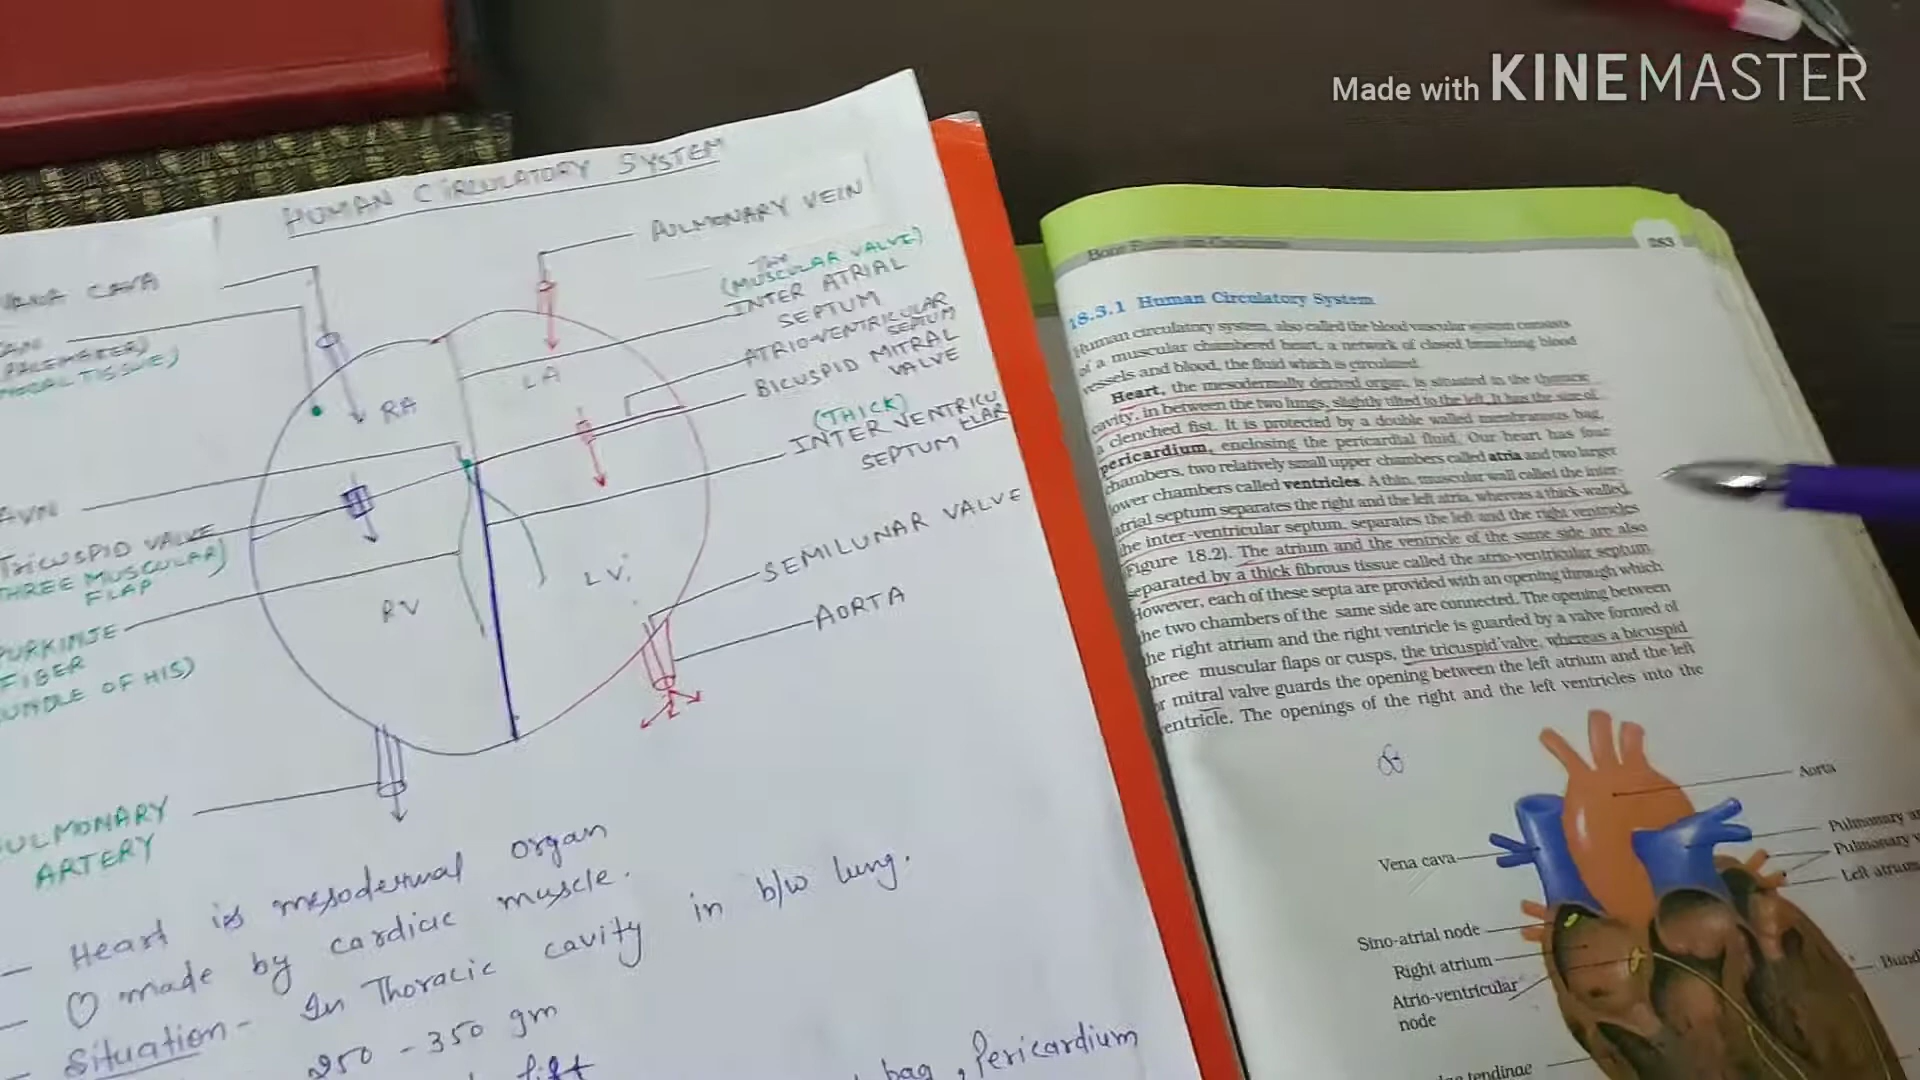 Made with KINEMASTER
HUMAN CIRCULATORY SYSTEM
CAVA
RA
AVN
TRICUSPID VALVE
THREE MUSCULAR)
FLAP
PURKINJE
FIBER
BUNDLE OF HIS)
RV
PULMONARY
ARTERY
PULMONARY VEIN
(MUSCULAR VALVE)
INTER ATRIAL
SEPTUM
ATRIO-VENTRICULAR
SEPTUM
BICUSPID MITRAL
VALVE
(THICK)
INTER VENTRICU
LAR
SEPTUM
SEMILUNAR VALVE
AORTA
LA
LV
Heart is mesodermal organ
made by cardiac muscle.
Situation - In Thoracic cavity in b/w lung.
250 - 350 gm
bag, Pericardium
283
18.3.1 Human Circulatory System
Human circulatory system, also called the blood vascular system consists
of a muscular chambered heart, a network of closed branching blood
vessels and blood, the fluid which is circulated.
Heart, the mesodermally derived organ, is situated in the thoracic
cavity, in between the two lungs, slightly tilted to the left. It has the size of
a clenched fist. It is protected by a double walled membranous bag,
pericardium, enclosing the pericardial fluid. Our heart has four
chambers, two relatively small upper chambers called atria and two larger
lower chambers called ventricles. A thin, muscular wall called the inter-
atrial septum separates the right and the left atria, whereas a thick-walled,
the inter-ventricular septum, separates the left and the right ventricles
Figure 18.2). The atrium and the ventricle of the same side are also
separated by a thick fibrous tissue called the atrio-ventricular septum.
However, each of these septa are provided with an opening through which
the two chambers of the same side are connected. The opening between
the right atrium and the right ventricle is guarded by a valve formed of
three muscular flaps or cusps, the tricuspid valve, whereas a bicuspid
or mitral valve guards the opening between the left atrium and the left
ventricle. The openings of the right and the left ventricles into the
Aorta
Pulmonary
Pulmonary
Left atrium
Vena cava
Sino-atrial node
Right atrium
Atrio-ventricular
node
tendinae